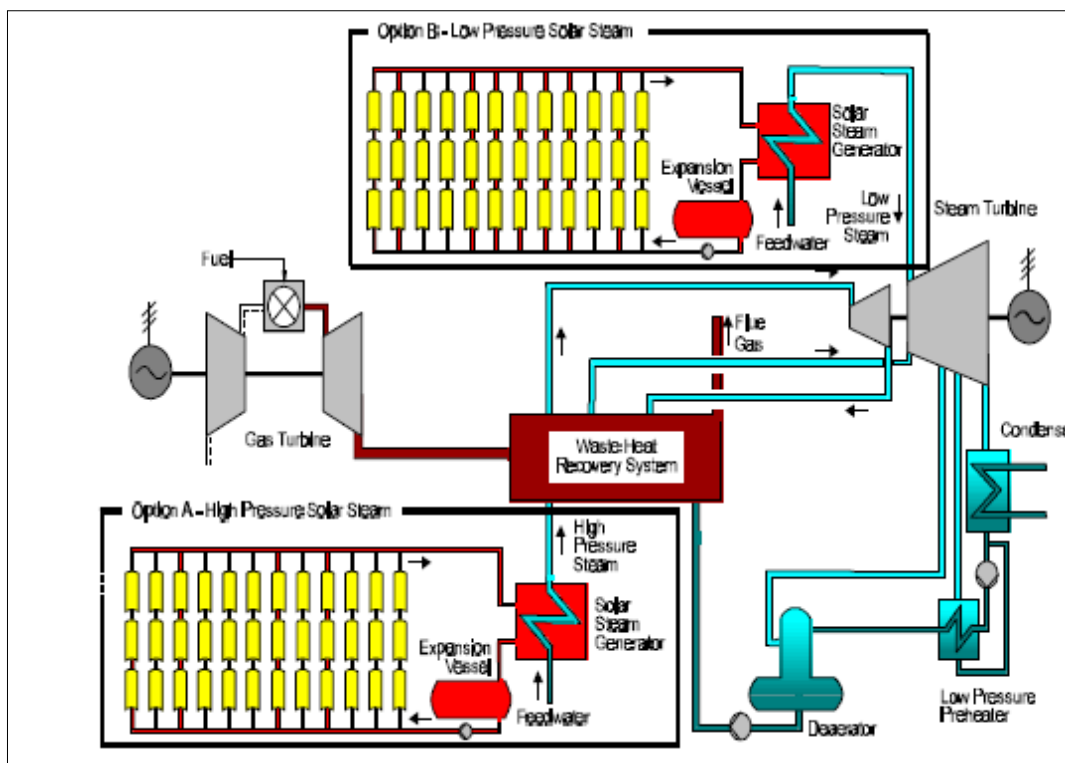 Option B - Low Pressure Solar Steam
Solar
Steam
Generator
Expansion
Vessel
Feedwater
Low
Pressure
Steam
Steam Turbine
Fuel
Flue
Gas
Gas Turbine
Waste Heat
Recovery System
Condense
Option A - High Pressure Solar Steam
High
Pressure
Steam
Solar
Steam
Generator
Expansion
Vessel
Feedwater
Deaerator
Low Pressure
Preheater